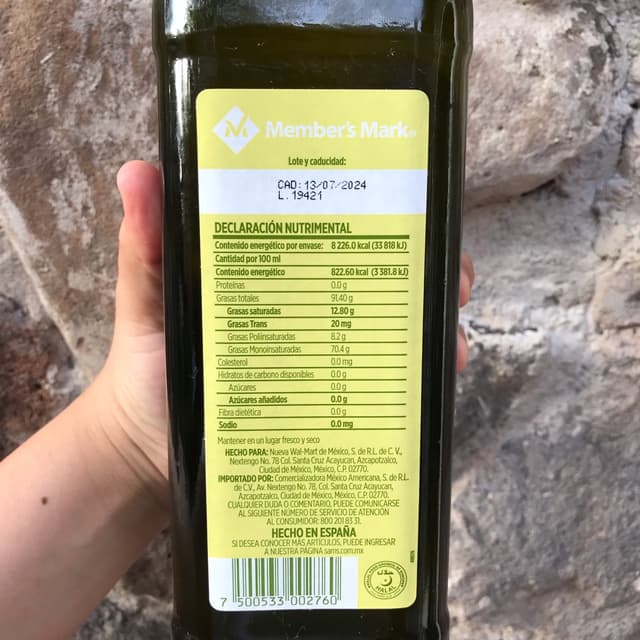 Member's Mark®
Lote y caducidad:
CAD:13/07/2024
L.19421
DECLARACIÓN NUTRIMENTAL
Contenido energético por envase: 8 226.0 kcal (33 818 kJ)
Cantidad por 100 ml
Contenido energético 822.60 kcal (3 381.8 kJ)
Proteínas 0.0 g
Grasas totales 91.40 g
Grasas saturadas 12.80 g
Grasas Trans 20 mg
Grasas Poliinsaturadas 8.2 g
Grasas Monoinsaturadas 70.4 g
Colesterol 0.0 mg
Hidratos de carbono disponibles 0.0 g
Azúcares 0.0 g
Azúcares añadidos 0.0 g
Fibra dietética 0.0 g
Sodio 0.0 mg
Mantener en un lugar fresco y seco
HECHO PARA: Nueva Wal-Mart de México, S. de R.L. de C. V.,
Nextengo No. 78 Col. Santa Cruz Acayucan, Azcapotzalco,
Ciudad de México, México, C.P. 02770.
IMPORTADO POR: Comercializadora México Americana, S. de R.L.
de C.V., Av. Nextengo No. 78, Col. Santa Cruz Acayucan,
Azcapotzalco, Ciudad de México, México, C.P. 02770.
CUALQUIER DUDA O COMENTARIO, PUEDE COMUNICARSE
AL SIGUIENTE NÚMERO DE SERVICIO DE ATENCIÓN
AL CONSUMIDOR: 800 201 83 31.
HECHO EN ESPAÑA
SI DESEA CONOCER MÁS ARTÍCULOS, PUEDE INGRESAR
A NUESTRA PÁGINA sams.com.mx
7 500533 002760
HALAL